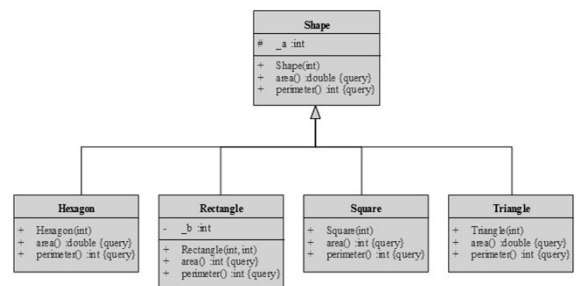 Shape
# _a :int
+ Shape(int)
+ area() :double {query}
+ perimeter() :int {query}
Hexagon
+ Hexagon(int)
+ area() :double {query}
+ perimeter() :int {query}
Rectangle
- _b :int
+ Rectangle(int, int)
+ area() :int {query}
+ perimeter() :int {query}
Square
+ Square(int)
+ area() :int {query}
+ perimeter() :int {query}
Triangle
+ Triangle(int)
+ area() :double {query}
+ perimeter() :int {query}